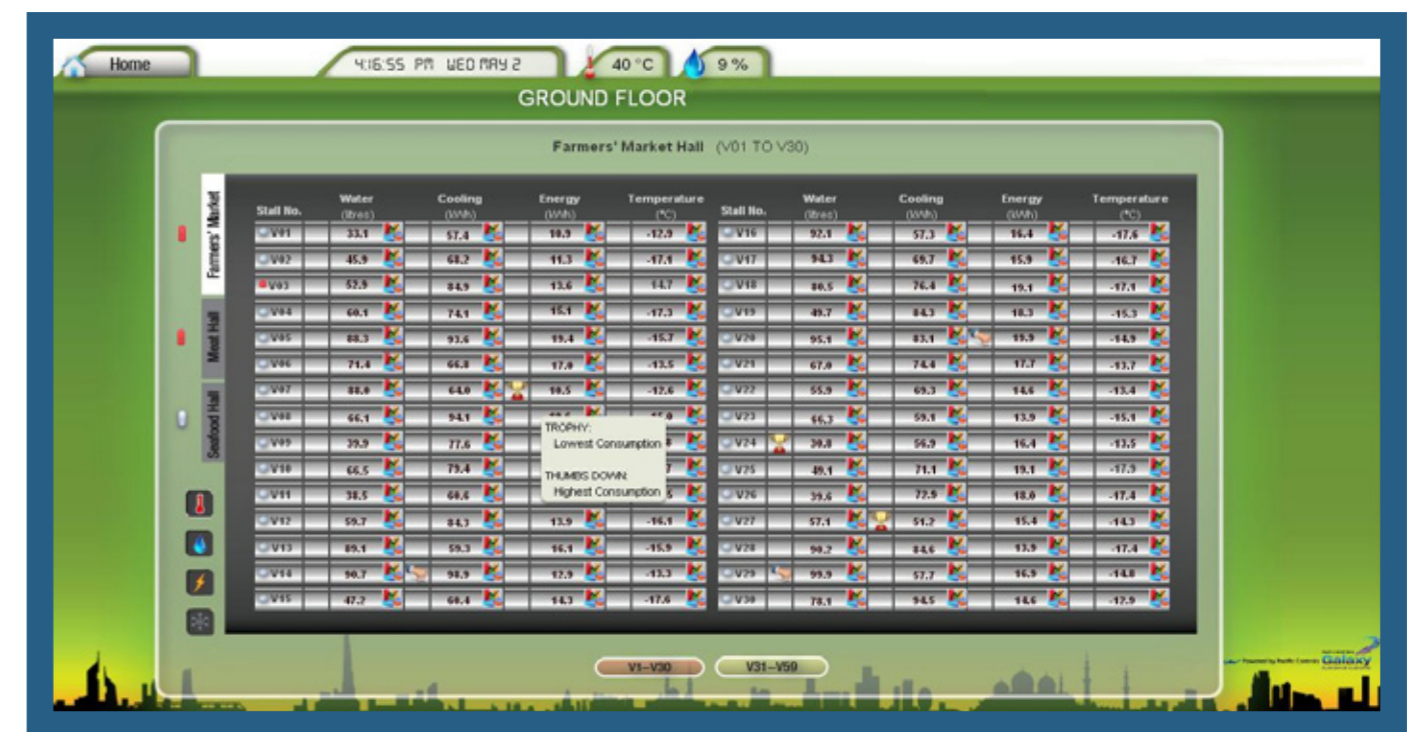 Home
4:16:55 PM WED MAY 2
40 °C
9 %
GROUND FLOOR
Farmers' Market Hall (V01 TO V30)
Farmers' Market
Meat Hall
Seafood Hall
Stall No. Water (litres) Cooling (kWh) Energy (kWh) Temperature (°C) Stall No. Water (litres) Cooling (kWh) Energy (kWh) Temperature (°C)
V01 33.1 57.4 10.9 -12.9 V16 92.1 57.3 16.4 -17.6
V02 45.9 68.2 11.3 -17.1 V17 94.3 69.7 15.9 -16.7
V03 52.9 84.9 13.6 14.7 V18 80.5 76.4 19.1 -17.1
V04 60.1 74.1 15.1 -17.3 V19 49.7 84.3 18.3 -15.3
V05 88.3 93.6 19.4 -15.7 V20 95.1 83.1 19.9 -14.9
V06 71.4 66.8 17.0 -13.5 V21 67.0 74.4 17.7 -13.7
V07 88.0 64.0 10.5 -12.6 V22 55.9 69.3 14.6 -13.4
V08 66.1 94.1 V23 66.3 59.1 13.9 -15.1
V09 39.9 77.6 V24 30.8 56.9 16.4 -13.5
V10 66.5 79.4 V25 49.1 71.1 19.1 -17.9
V11 38.5 60.6 V26 39.6 72.9 18.0 -17.4
V12 59.7 84.3 13.9 -16.1 V27 57.1 51.2 15.4 -14.3
V13 89.1 59.3 16.1 -15.9 V28 90.2 84.6 13.9 -17.4
V14 90.7 98.9 12.9 -13.3 V29 99.9 57.7 16.9 -14.8
V15 47.2 60.4 14.3 -17.6 V30 78.1 94.5 14.6 -12.9
TROPHY:
Lowest Consumption
THUMBS DOWN:
Highest Consumption
V1-V30 V31-V59
Powered by Pacific Controls Galaxy